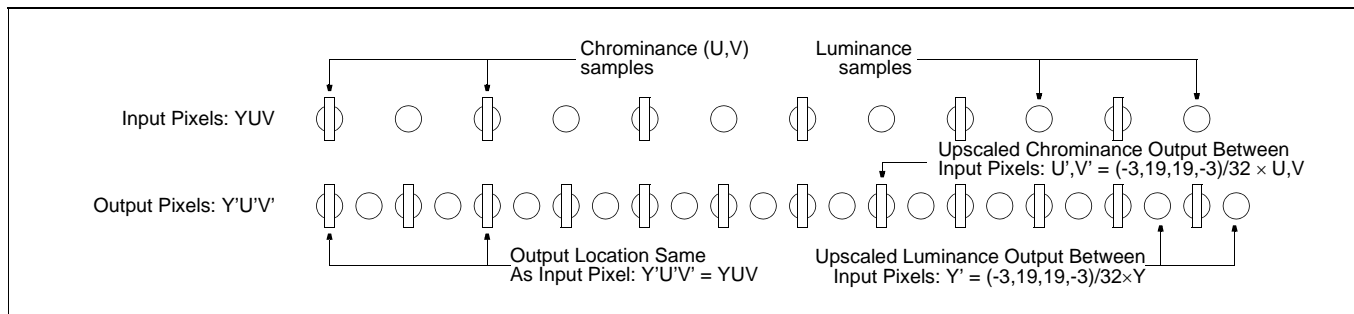 Chrominance (U,V)
samples
Luminance
samples
Input Pixels: YUV
Upscaled Chrominance Output Between
Input Pixels: U',V' = (-3,19,19,-3)/32 × U,V
Output Pixels: Y'U'V'
Output Location Same
As Input Pixel: Y'U'V' = YUV
Upscaled Luminance Output Between
Input Pixels: Y' = (-3,19,19,-3)/32×Y